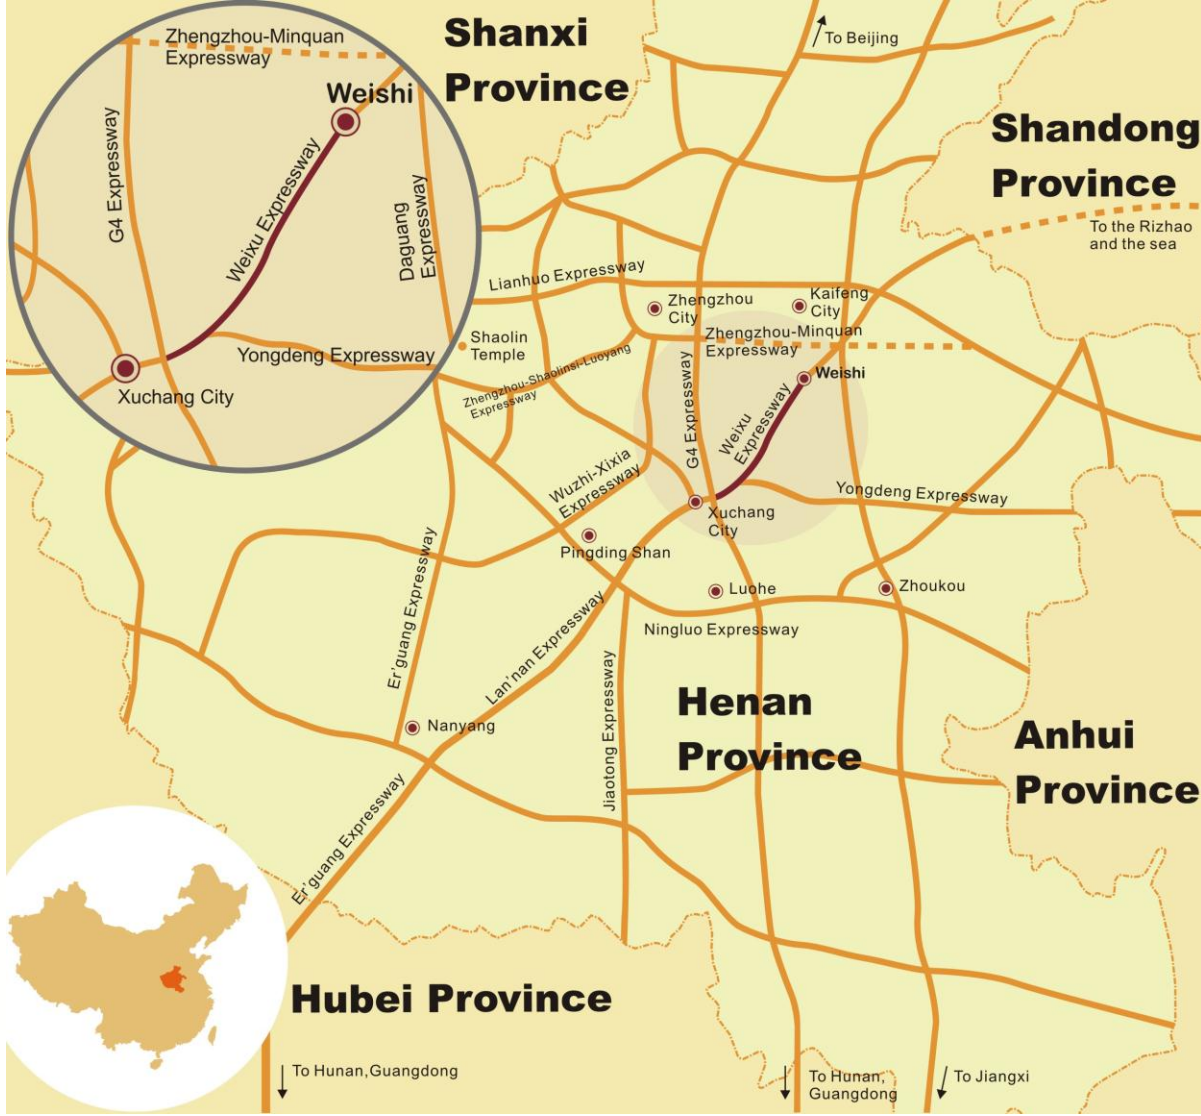 Zhengzhou-Minquan
Expressway
Weishi
G4 Expressway
Weixu Expressway
Daguang
Expressway
Yongdeng Expressway
Xuchang City
Shanxi
Province
To Beijing
Shandong
Province
To the Rizhao
and the sea
Lianhuo Expressway
Zhengzhou
City
Kaifeng
City
Shaolin
Temple
Zhengzhou-Minquan
Expressway
Zhengzhou-Shaolinsi-Luoyang
Expressway
Weishi
G4 Expressway
Weixu
Expressway
Wuzhi-Xixia
Expressway
Yongdeng Expressway
Xuchang
City
Pingding Shan
Er'guang Expressway
Luohe
Zhoukou
Lan'nan Expressway
Ningluo Expressway
Jiaotong Expressway
Nanyang
Henan
Province
Anhui
Province
Er'guang Expressway
Hubei Province
To Hunan,Guangdong
To Hunan,
Guangdong
To Jiangxi